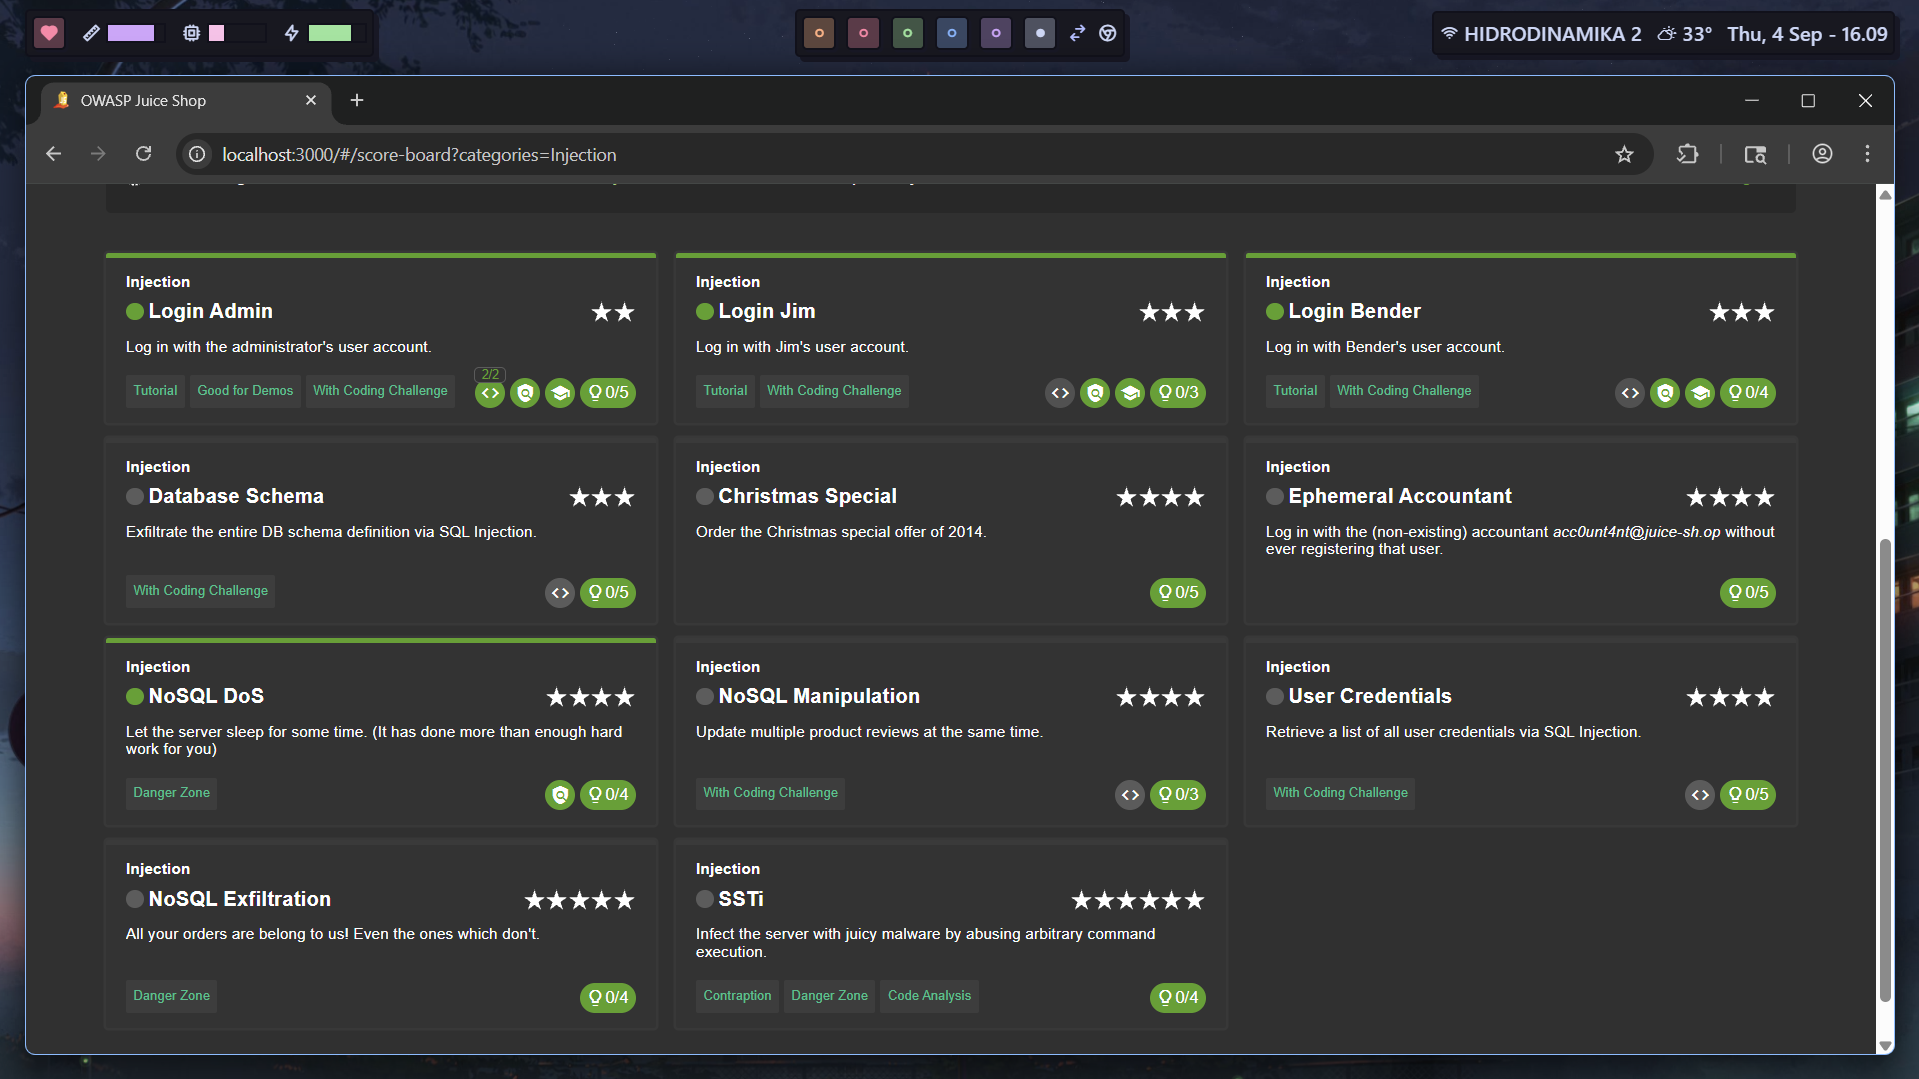 HIDRODINAMIKA 2 33° Thu, 4 Sep - 16.09
OWASP Juice Shop
localhost:3000/#/score-board?categories=Injection
Injection
Login Admin
Log in with the administrator's user account.
Tutorial Good for Demos With Coding Challenge 2/2 0/5
Injection
Login Jim
Log in with Jim's user account.
Tutorial With Coding Challenge 0/3
Injection
Login Bender
Log in with Bender's user account.
Tutorial With Coding Challenge 0/4
Injection
Database Schema
Exfiltrate the entire DB schema definition via SQL Injection.
With Coding Challenge 0/5
Injection
Christmas Special
Order the Christmas special offer of 2014.
0/5
Injection
Ephemeral Accountant
Log in with the (non-existing) accountant acc0unt4nt@juice-sh.op without
ever registering that user.
0/5
Injection
NoSQL DoS
Let the server sleep for some time. (It has done more than enough hard
work for you)
Danger Zone 0/4
Injection
NoSQL Manipulation
Update multiple product reviews at the same time.
With Coding Challenge 0/3
Injection
User Credentials
Retrieve a list of all user credentials via SQL Injection.
With Coding Challenge 0/5
Injection
NoSQL Exfiltration
All your orders are belong to us! Even the ones which don't.
Danger Zone 0/4
Injection
SSTi
Infect the server with juicy malware by abusing arbitrary command
execution.
Contraption Danger Zone Code Analysis 0/4